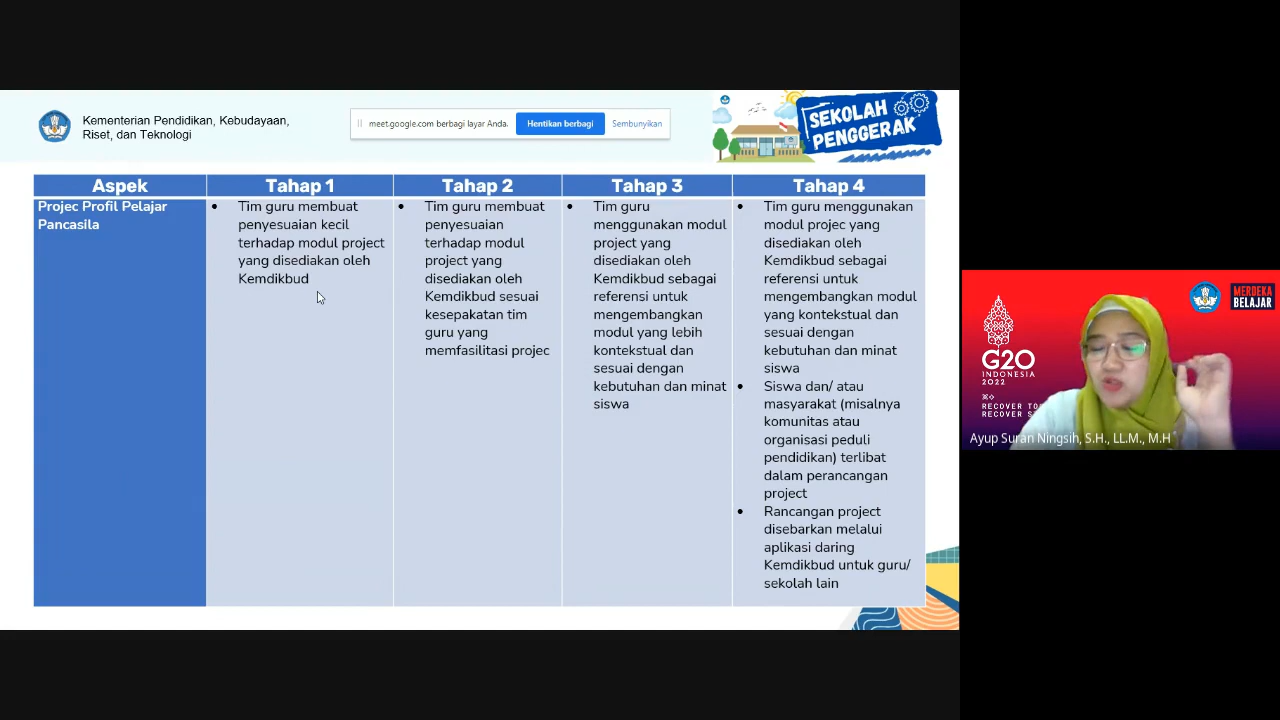 Kementerian Pendidikan, Kebudayaan,
Riset, dan Teknologi
meet.google.com berbagi layar Anda.
Hentikan berbagi
Sembunyikan
SEKOLAH
PENGGERAK
Aspek
Tahap 1
Tahap 2
Tahap 3
Tahap 4
Projec Profil Pelajar
Pancasila
• Tim guru membuat
penyesuaian kecil
terhadap modul project
yang disediakan oleh
Kemdikbud
• Tim guru membuat
penyesuaian
terhadap modul
project yang
disediakan oleh
Kemdikbud sesuai
kesepakatan tim
guru yang
memfasilitasi projec
• Tim guru
menggunakan modul
project yang
disediakan oleh
Kemdikbud sebagai
referensi untuk
mengembangkan
modul yang lebih
kontekstual dan
sesuai dengan
kebutuhan dan minat
siswa
• Tim guru menggunakan
modul projec yang
disediakan oleh
Kemdikbud sebagai
referensi untuk
mengembangkan modul
yang kontekstual dan
sesuai dengan
kebutuhan dan minat
siswa
• Siswa dan/ atau
masyarakat (misalnya
komunitas atau
organisasi peduli
pendidikan) terlibat
dalam perancangan
project
• Rancangan project
disebarkan melalui
aplikasi daring
Kemdikbud untuk guru/
sekolah lain
MERDEKA
BELAJAR
G20
INDONESIA
2022
RECOVER
RECOVER
Ayup Suran Ningsih, S.H., LL.M., M.H